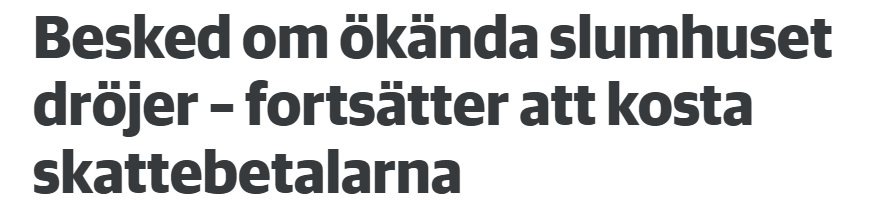 Besked om ökända slumhuset
dröjer – fortsätter att kosta
skattebetalarna